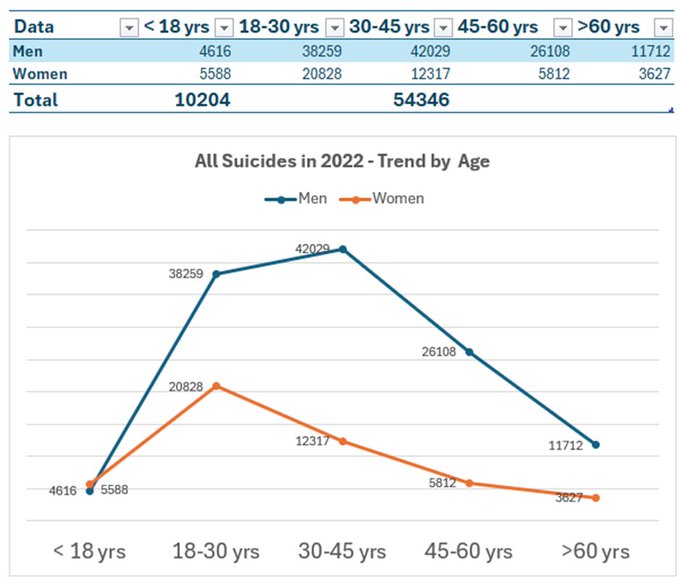 Data < 18 yrs 18-30 yrs 30-45 yrs 45-60 yrs >60 yrs
Men 4616 38259 42029 26108 11712
Women 5588 20828 12317 5812 3627
Total 10204 54346
All Suicides in 2022 - Trend by Age
Men Women
42029
38259
26108
20828
12317
11712
5812
4616 5588
3627
< 18 yrs 18-30 yrs 30-45 yrs 45-60 yrs >60 yrs